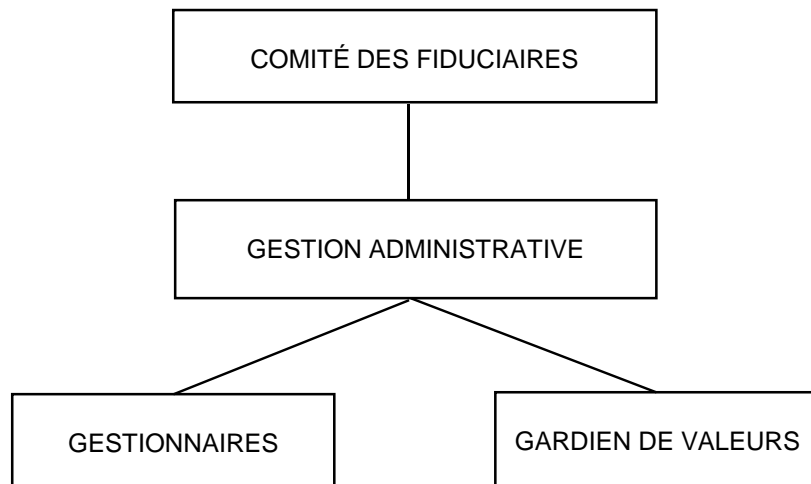 COMITÉ DES FIDUCIAIRES
GESTION ADMINISTRATIVE
GESTIONNAIRES
GARDIEN DE VALEURS